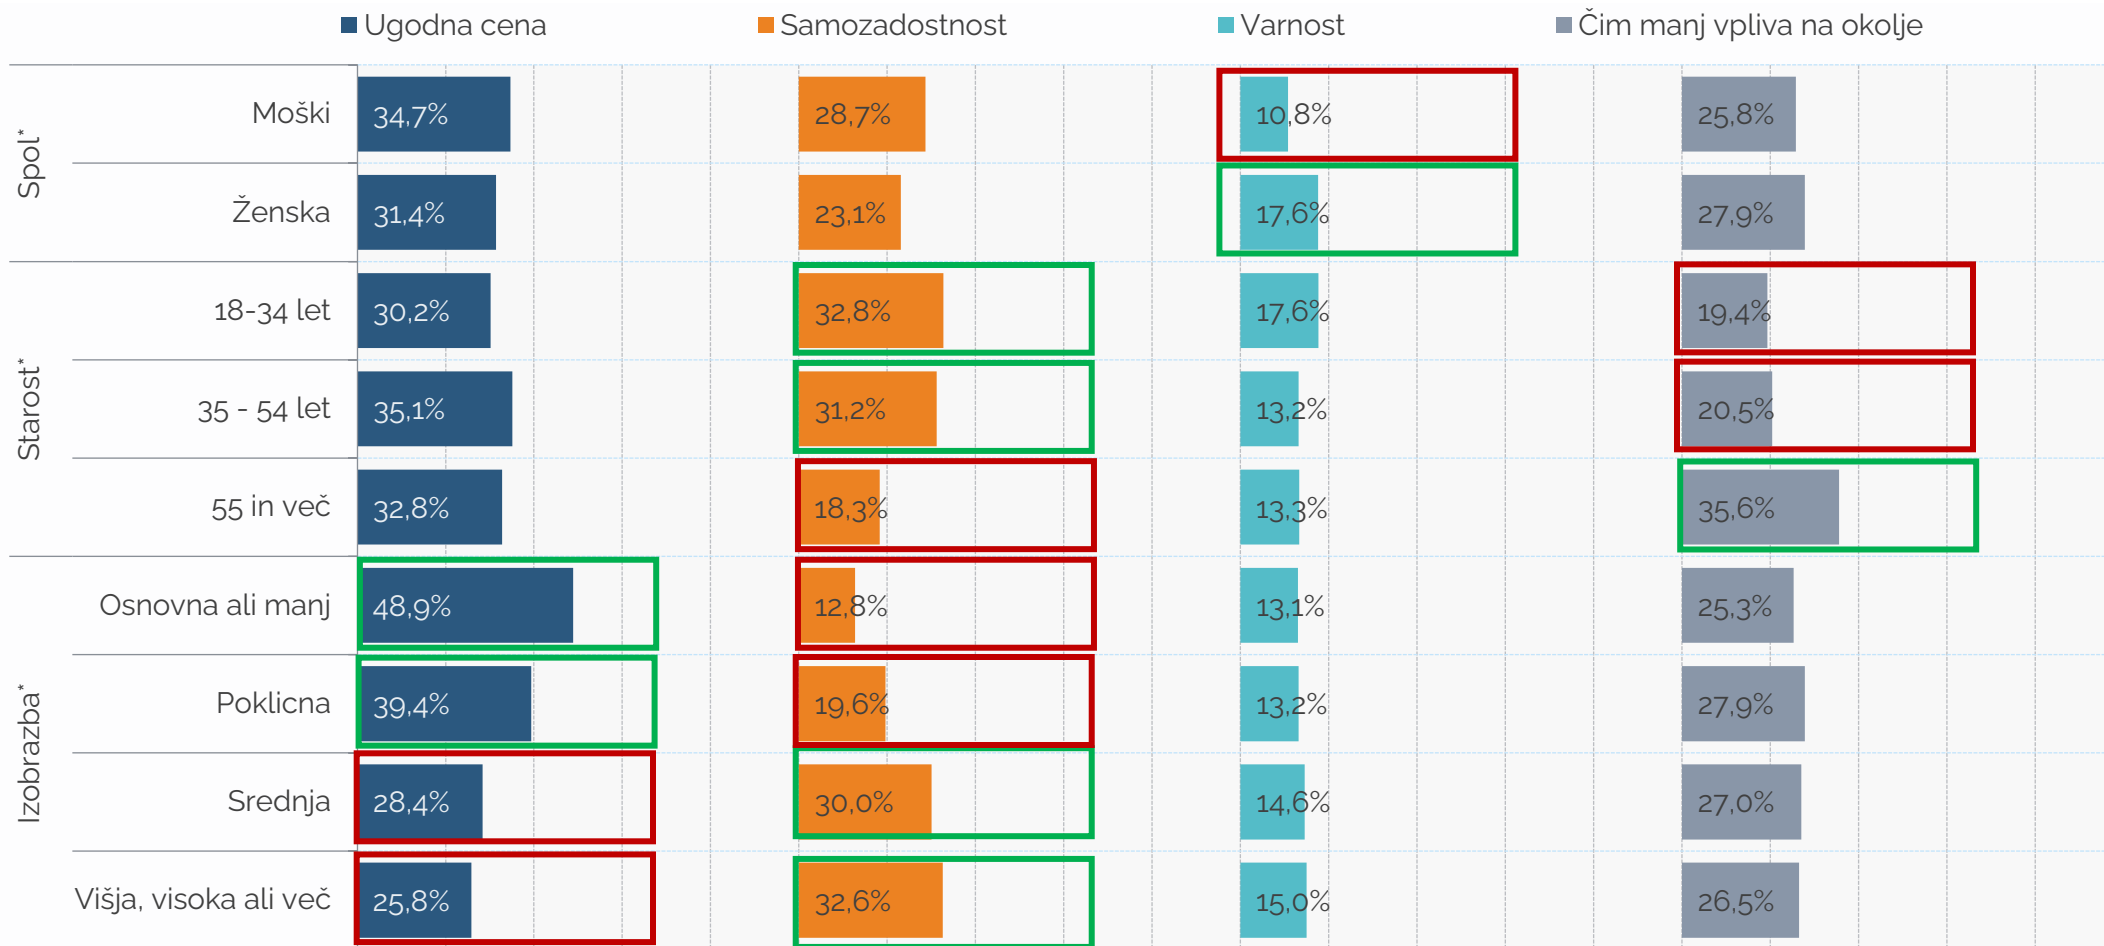 Ugodna cena Samozadostnost Varnost Čim manj vpliva na okolje
Spol*
Moški 34,7% 28,7% 10,8% 25,8%
Ženska 31,4% 23,1% 17,6% 27,9%
Starost*
18-34 let 30,2% 32,8% 17,6% 19,4%
35 - 54 let 35,1% 31,2% 13,2% 20,5%
55 in več 32,8% 18,3% 13,3% 35,6%
Izobrazba*
Osnovna ali manj 48,9% 12,8% 13,1% 25,3%
Poklicna 39,4% 19,6% 13,2% 27,9%
Srednja 28,4% 30,0% 14,6% 27,0%
Višja, visoka ali več 25,8% 32,6% 15,0% 26,5%